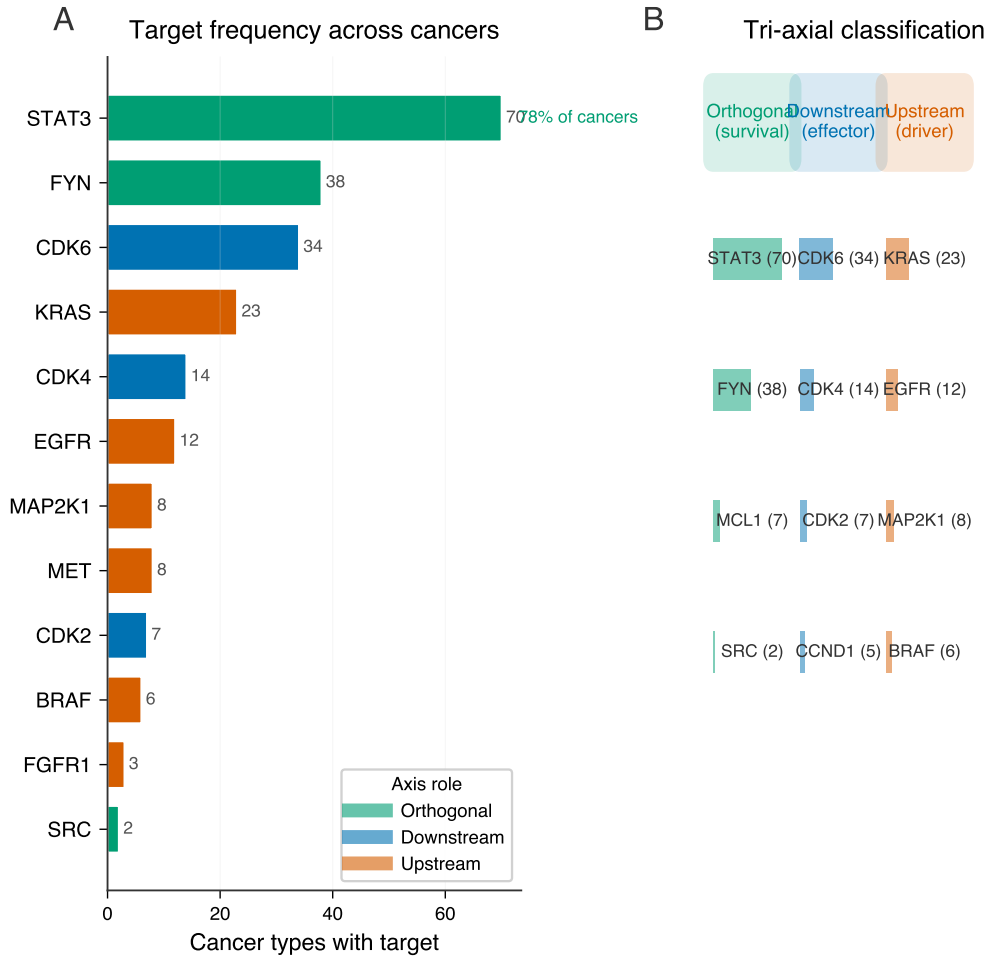 A
Target frequency across cancers
STAT3
70
78% of cancers
FYN
38
CDK6
34
KRAS
23
CDK4
14
EGFR
12
MAP2K1
8
MET
8
CDK2
7
BRAF
6
FGFR1
3
SRC
2
Axis role
Orthogonal
Downstream
Upstream
0 20 40 60
Cancer types with target
B
Tri-axial classification
Orthogonal
(survival)
Downstream
(effector)
Upstream
(driver)
STAT3 (70) CDK6 (34) KRAS (23)
FYN (38) CDK4 (14) EGFR (12)
MCL1 (7) CDK2 (7) MAP2K1 (8)
SRC (2) CCND1 (5) BRAF (6)